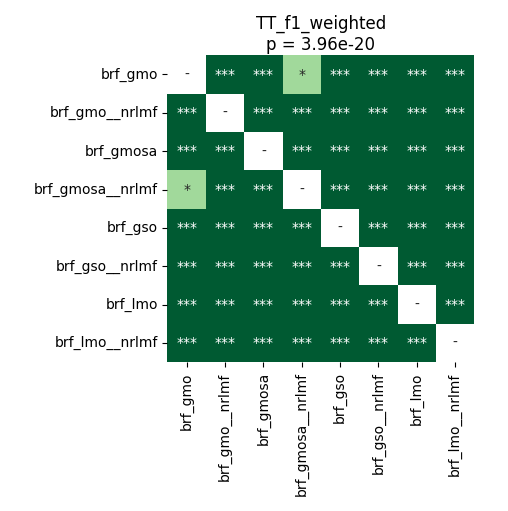 TT_f1_weighted
p = 3.96e-20
brf_gmo - *** *** * *** *** *** ***
brf_gmo__nrlmf *** - *** *** *** *** *** ***
brf_gmosa *** *** - *** *** *** *** ***
brf_gmosa__nrlmf * *** *** - *** *** *** ***
brf_gso *** *** *** *** - *** *** ***
brf_gso__nrlmf *** *** *** *** *** - *** ***
brf_lmo *** *** *** *** *** *** - ***
brf_lmo__nrlmf *** *** *** *** *** *** *** -
brf_gmo
brf_gmo__nrlmf
brf_gmosa
brf_gmosa__nrlmf
brf_gso
brf_gso__nrlmf
brf_lmo
brf_lmo__nrlmf